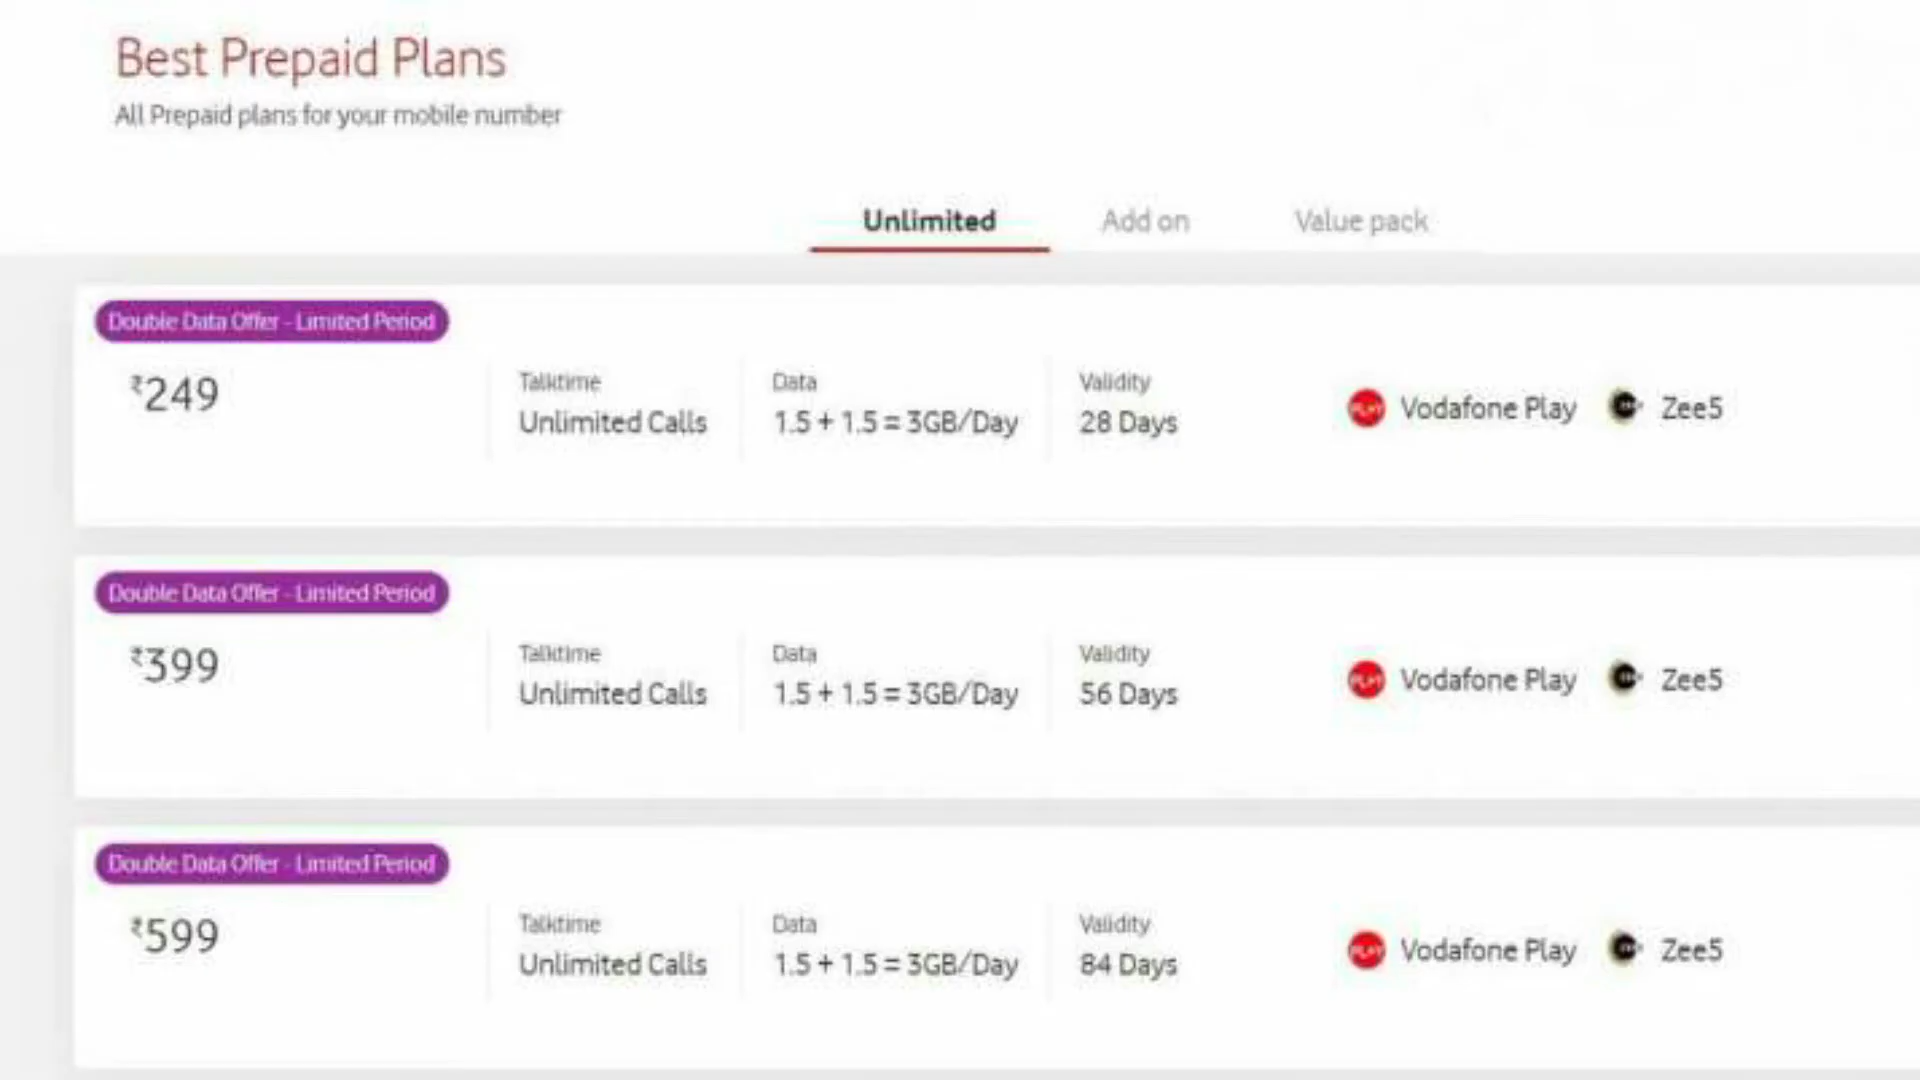 Best Prepaid Plans
All Prepaid plans for your mobile number
Unlimited Add on Value pack
Double Data Offer - Limited Period
₹249
Talktime Data Validity
Unlimited Calls 1.5 + 1.5 = 3GB/Day 28 Days
PLAY Vodafone Play Zee5
Double Data Offer - Limited Period
₹399
Talktime Data Validity
Unlimited Calls 1.5 + 1.5 = 3GB/Day 56 Days
PLAY Vodafone Play Zee5
Double Data Offer - Limited Period
₹599
Talktime Data Validity
Unlimited Calls 1.5 + 1.5 = 3GB/Day 84 Days
PLAY Vodafone Play Zee5